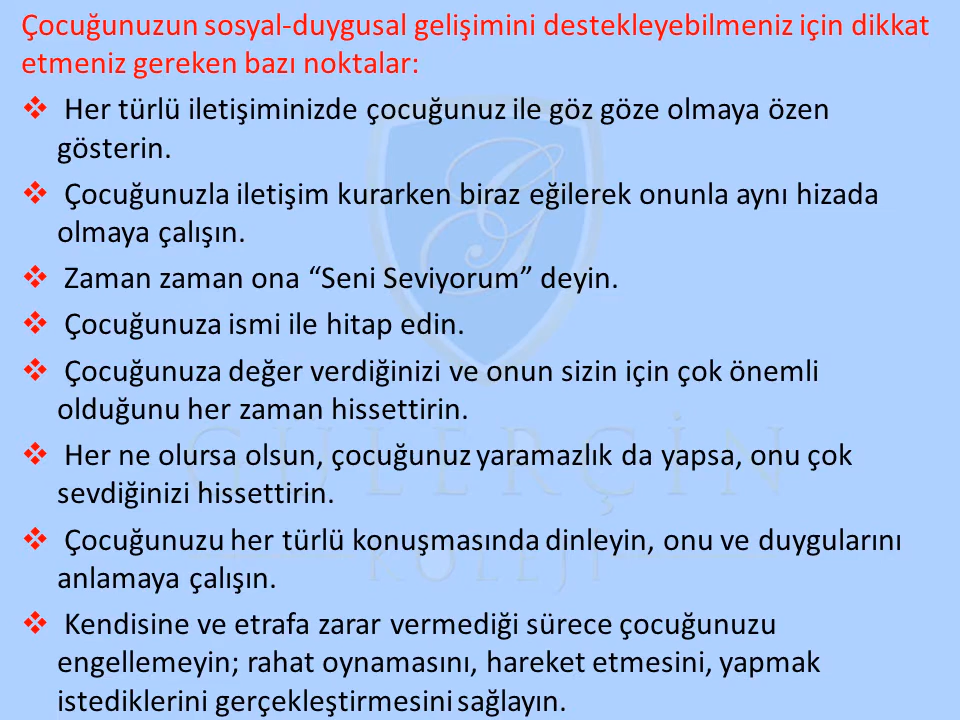 Çocuğunuzun sosyal-duygusal gelişimini destekleyebilmeniz için dikkat
etmeniz gereken bazı noktalar:
❖ Her türlü iletişiminizde çocuğunuz ile göz göze olmaya özen
gösterin.
❖ Çocuğunuzla iletişim kurarken biraz eğilerek onunla aynı hizada
olmaya çalışın.
❖ Zaman zaman ona “Seni Seviyorum” deyin.
❖ Çocuğunuza ismi ile hitap edin.
❖ Çocuğunuza değer verdiğinizi ve onun sizin için çok önemli
olduğunu her zaman hissettirin.
❖ Her ne olursa olsun, çocuğunuz yaramazlık da yapsa, onu çok
sevdiğinizi hissettirin.
❖ Çocuğunuzu her türlü konuşmasında dinleyin, onu ve duygularını
anlamaya çalışın.
❖ Kendisine ve etrafa zarar vermediği sürece çocuğunuzu
engellemeyin; rahat oynamasını, hareket etmesini, yapmak
istediklerini gerçekleştirmesini sağlayın.
GÜLERÇİN
KOLEJİ